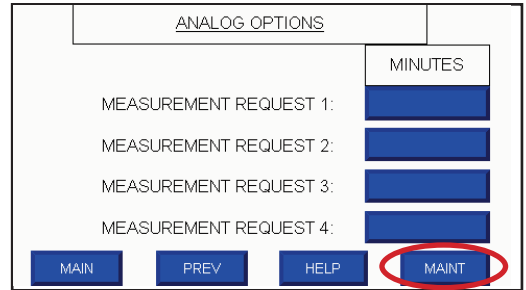 ANALOG OPTIONS
MINUTES
MEASUREMENT REQUEST 1:
MEASUREMENT REQUEST 2:
MEASUREMENT REQUEST 3:
MEASUREMENT REQUEST 4:
MAIN PREV HELP MAINT